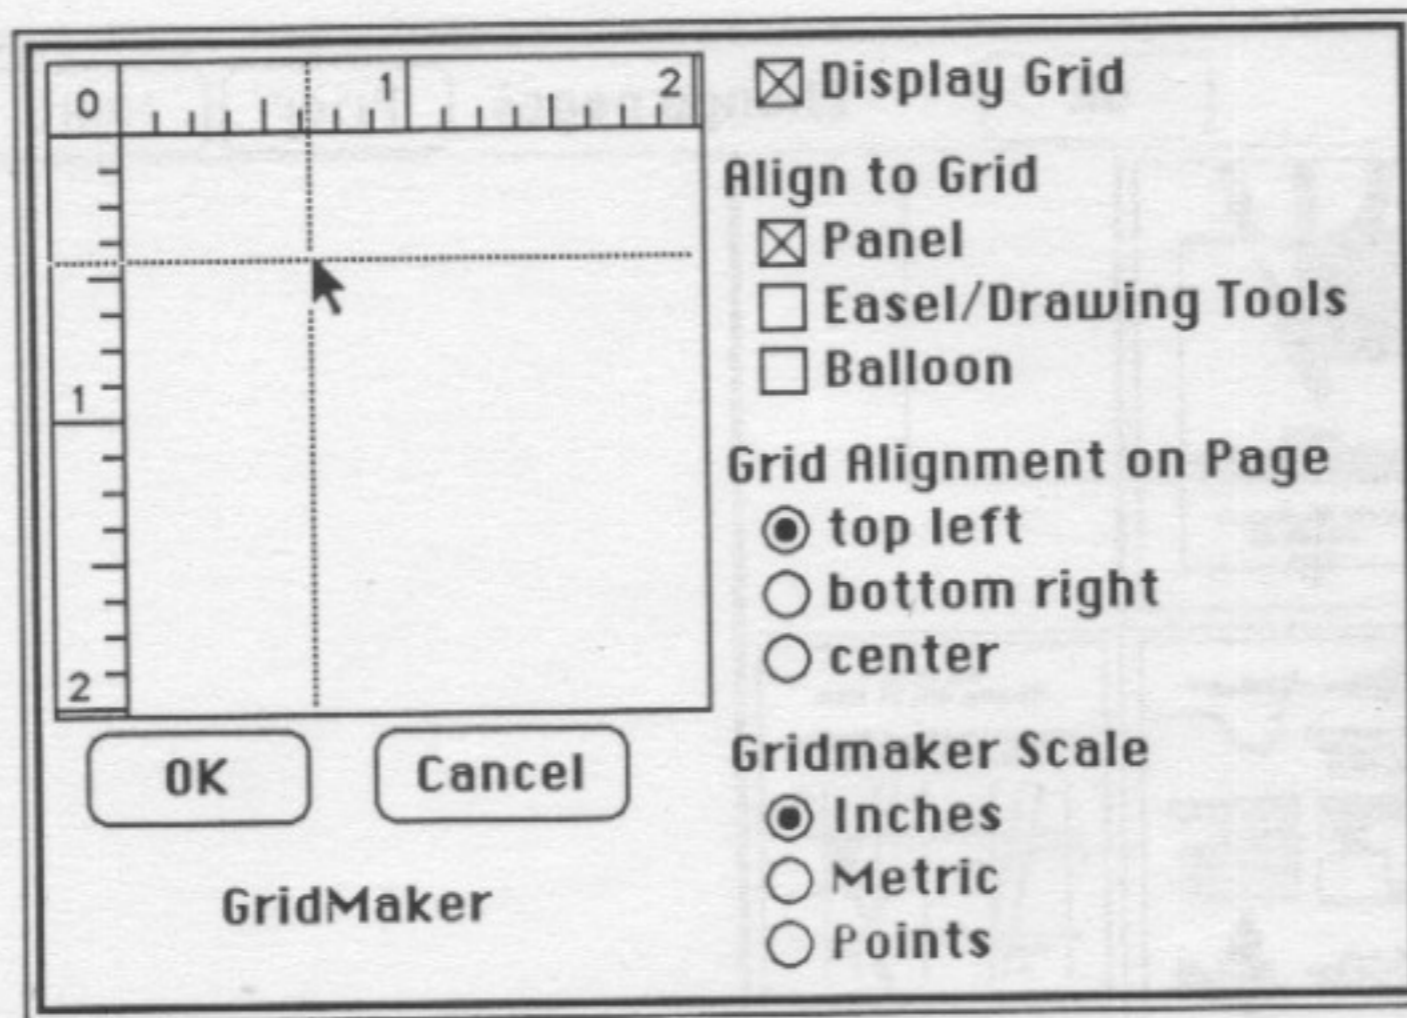 0 1 2
1
2
Display Grid
Align to Grid
Panel
Easel/Drawing Tools
Balloon
Grid Alignment on Page
top left
bottom right
center
Gridmaker Scale
Inches
Metric
Points
OK Cancel
GridMaker